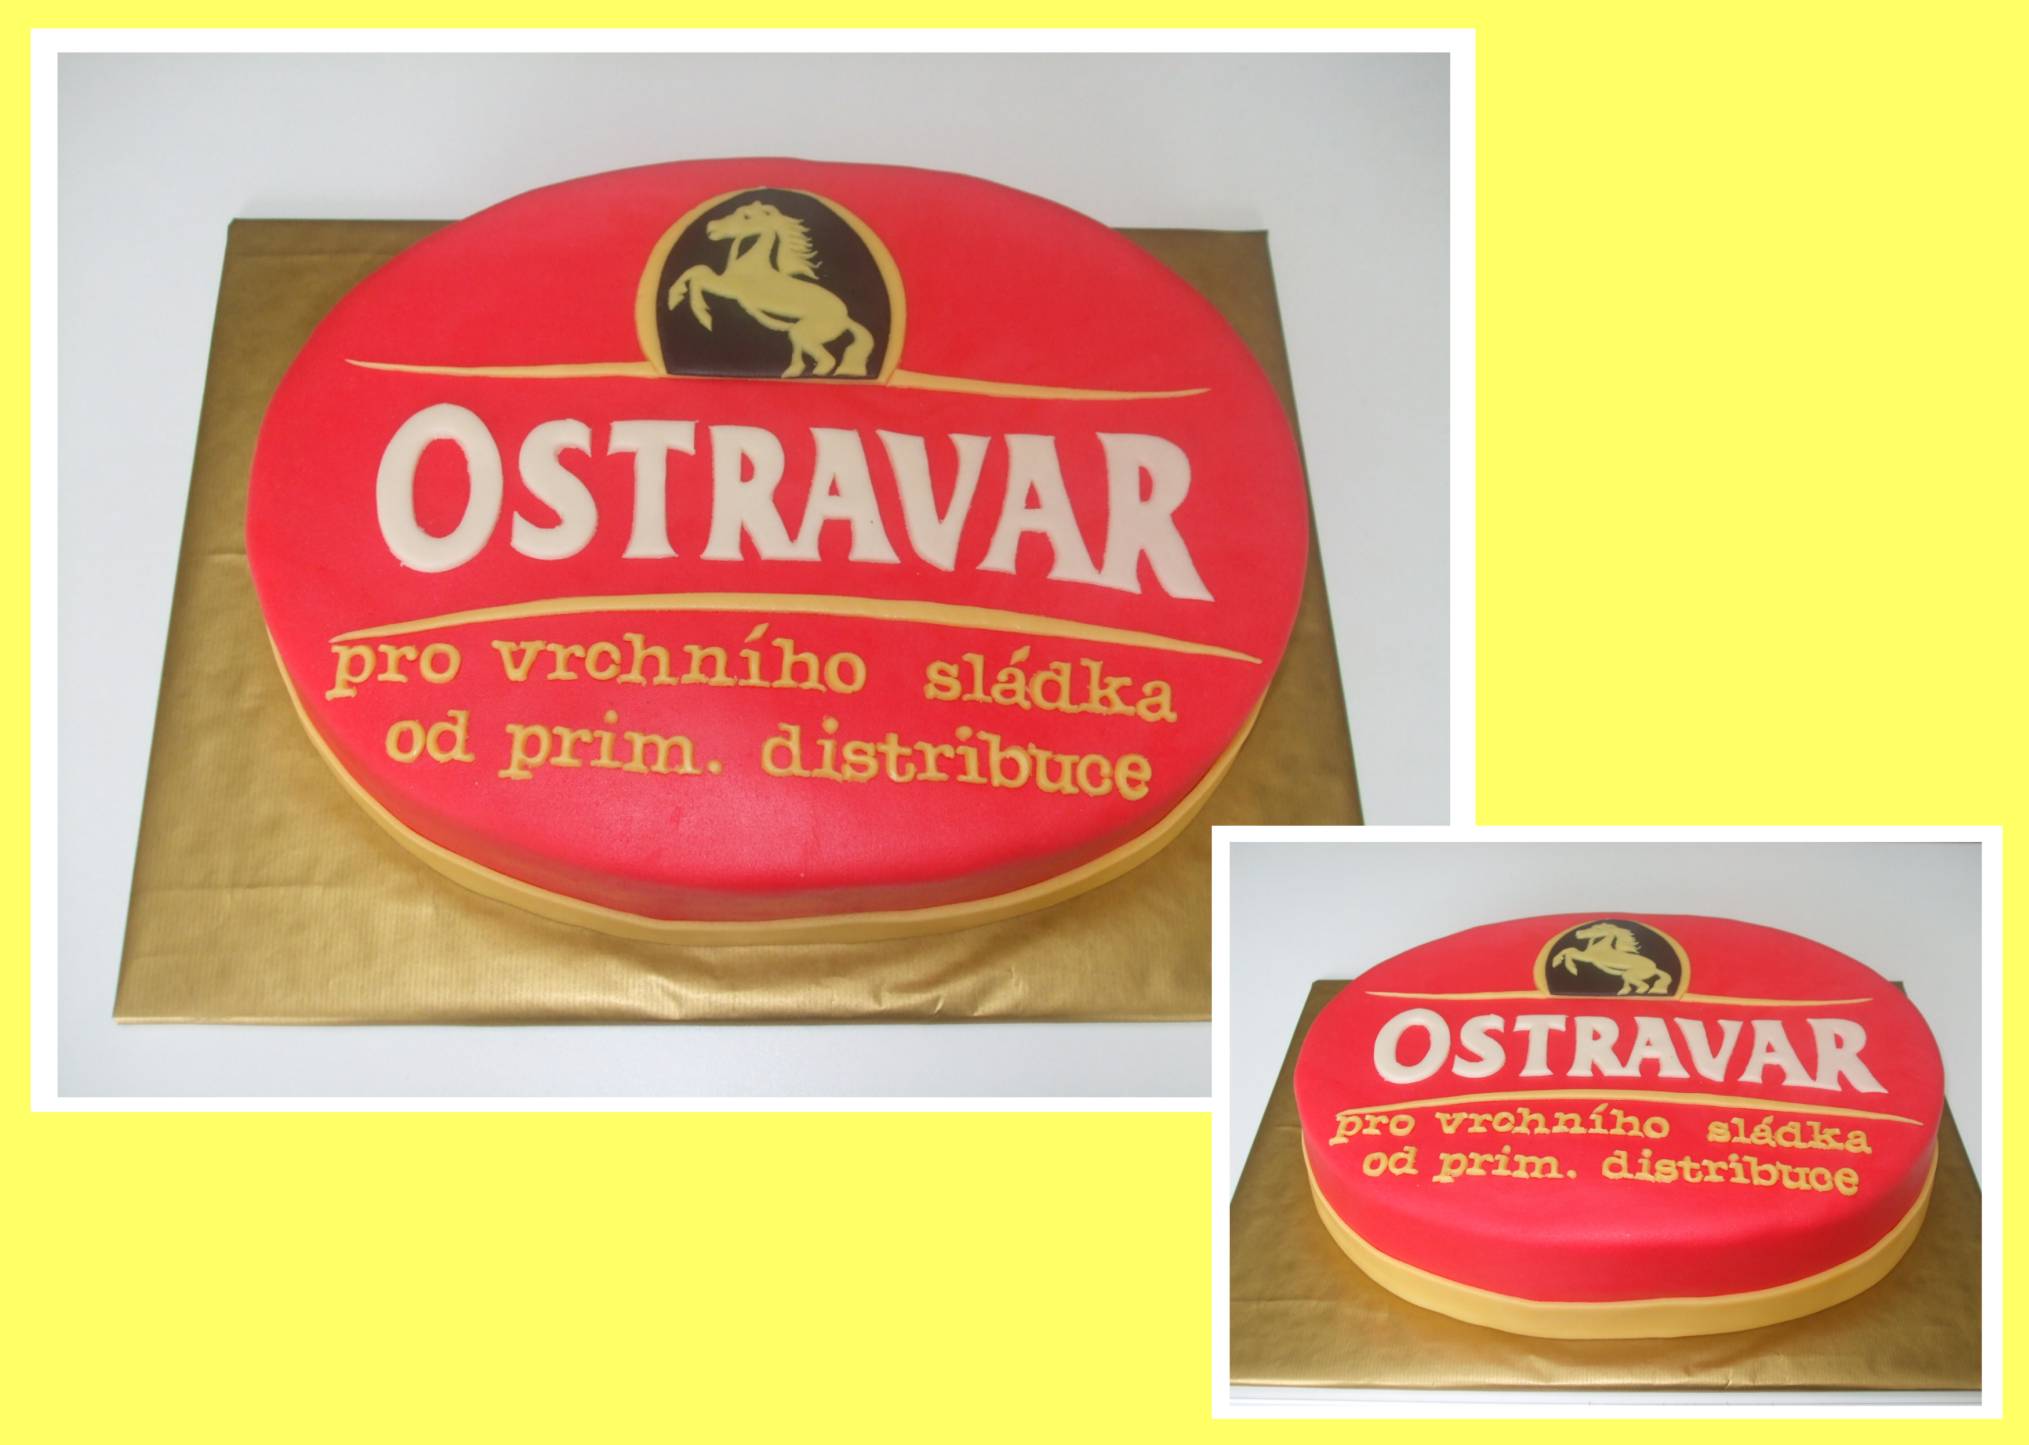 OSTRAVAR
pro vrchního sládka
od prim. distribuce
OSTRAVAR
pro vrchního sládka
od prim. distribuce